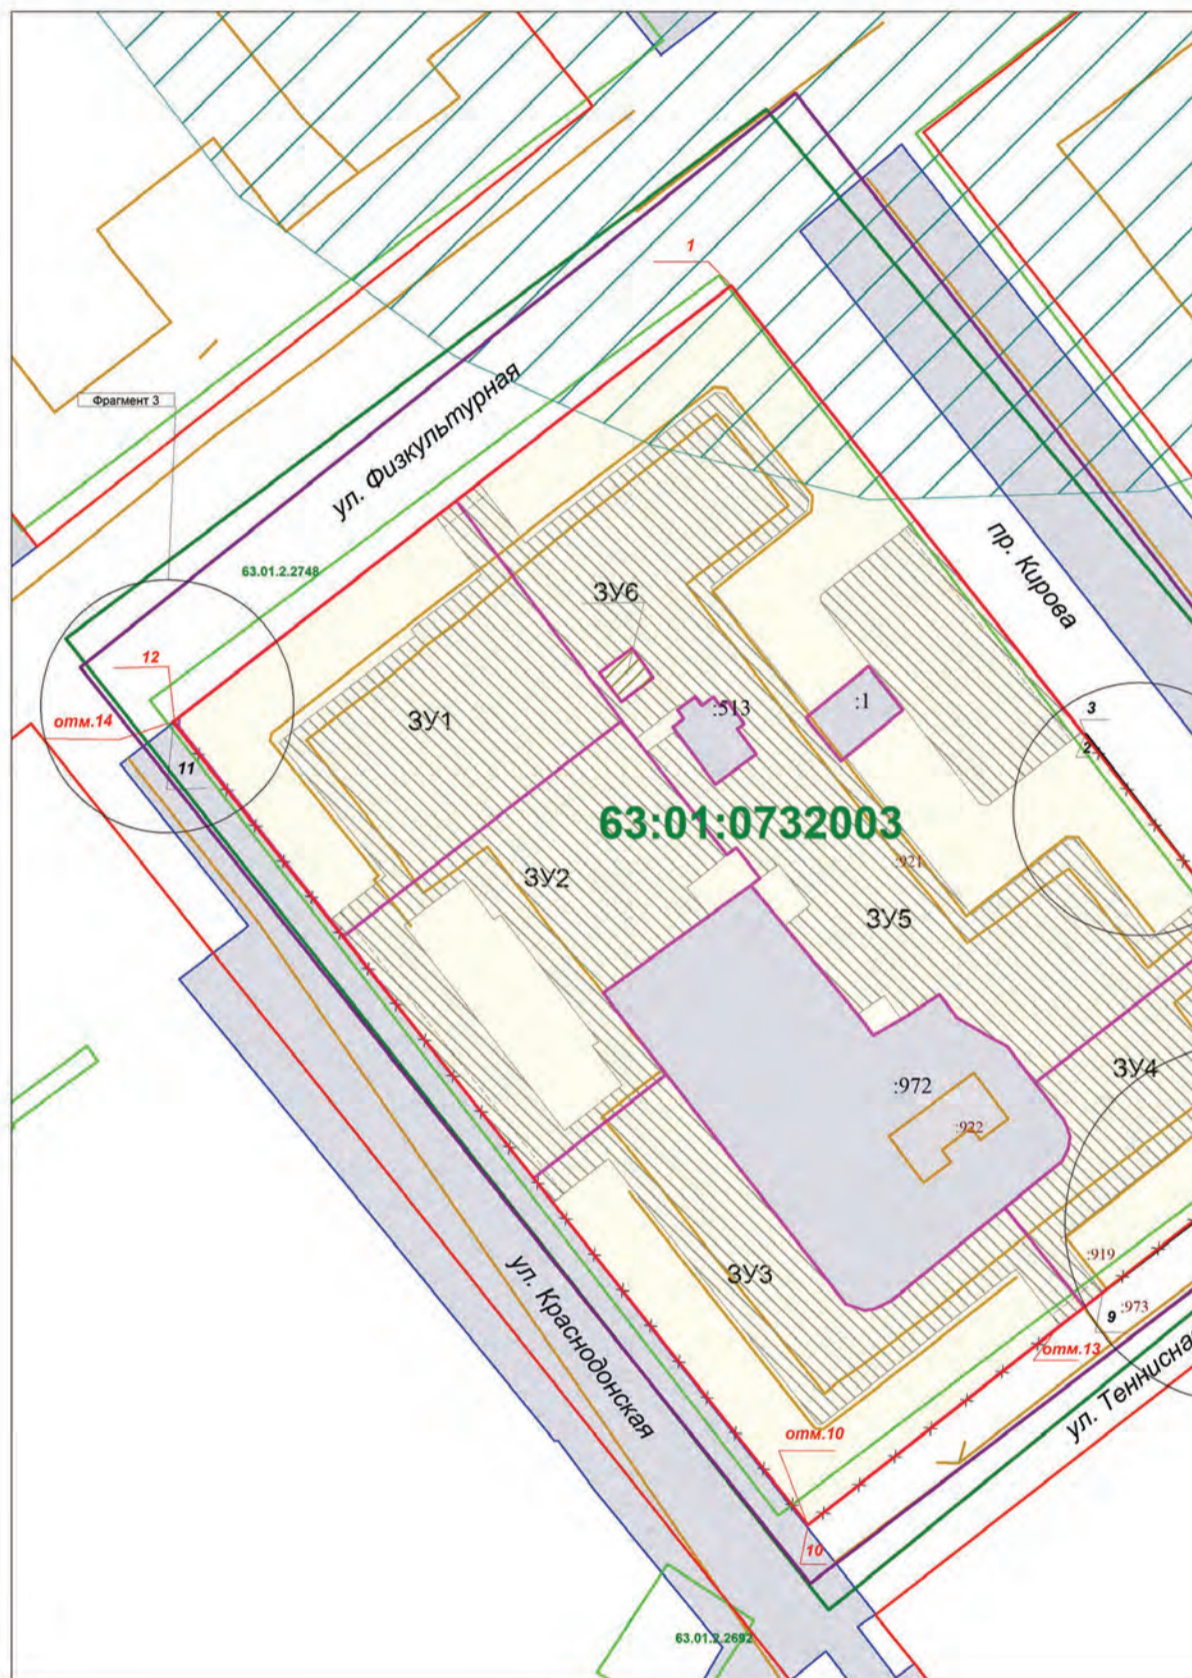 1
Фрагмент 3
ул. Физкультурная
пр. Кирова
63.01.2.2748
ЗУ6
12
отм.14
11
ЗУ1
:513
:1
3
2
63:01:0732003
:921
ЗУ2
ЗУ5
:972
:922
ЗУ4
ул. Краснодонская
ЗУ3
:919
:973
9
отм.13
ул. Теннисна
отм.10
10
63.01.2.2692